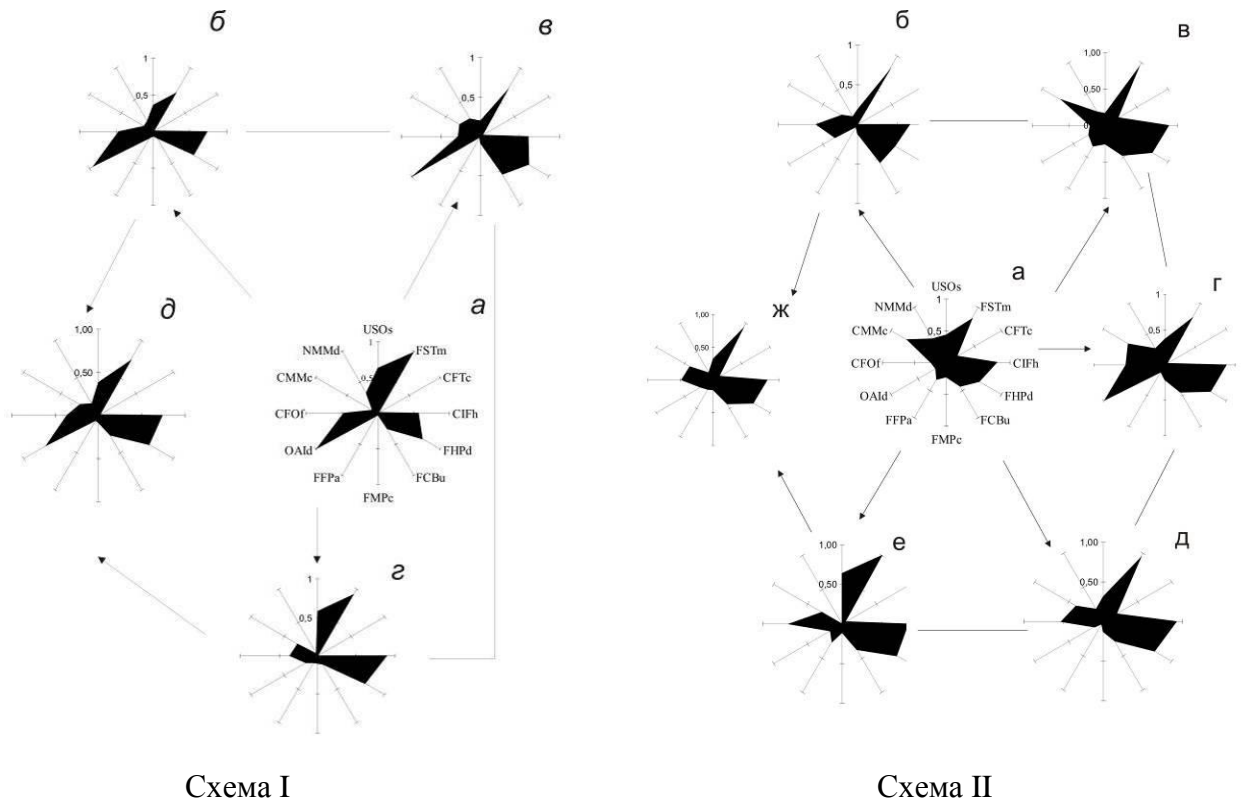 б
в
1
0,5
1
0,5
д
а
1,00
0,50
USOs
NMMd
1
FSTm
CMMc
0,5
CFTc
CFOf
CIFh
OAId
FHPd
FFPa
FCBu
FMPc
г
1
0,5
Схема I
б
в
1
0,5
1,00
0,50
0,00
ж
а
г
1,00
0,50
USOs
NMMd
1
FSTm
CMMc
0,5
CFTc
CFOf
CIFh
OAId
FHPd
FFPa
FCBu
FMPc
1
0,5
е
д
1,00
0,50
1,00
0,50
Схема II